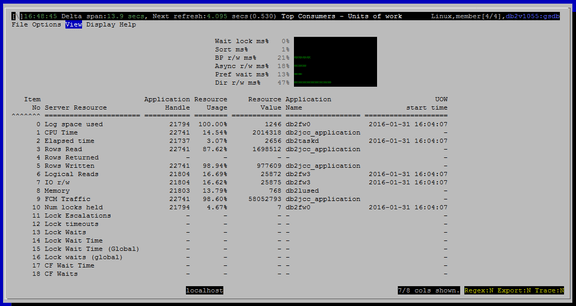 [ ]16:48:45 Delta span:13.9 secs, Next refresh:4.095 secs(0.530) Top Consumers - Units of work Linux,member[4/4],db2v1055:gsdb
File Options View Display Help
Wait lock ms% 0%
Sort ms% 1%
BP r/w ms% 21% ====
Async r/w ms% 18% ===
Pref wait ms% 13% ==
Dir r/w ms% 47% =========
Item Application Resource Resource Application UOW
No Server Resource Handle Usage Value Name start time
0 Log space used 21794 100.00% 1246 db2fw0 2016-01-31 16:04:07
1 CPU Time 22741 14.54% 2014318 db2jcc_application -
2 Elapsed time 21737 3.07% 2656 db2taskd 2016-01-31 16:04:07
3 Rows Read 22741 87.62% 1698512 db2jcc_application -
4 Rows Returned - - - - -
5 Rows Written 22741 98.94% 977609 db2jcc_application -
6 Logical Reads 21804 16.69% 25872 db2fw3 2016-01-31 16:04:07
7 IO r/w 21804 16.62% 25875 db2fw3 2016-01-31 16:04:07
8 Memory 21803 13.79% 768 db2lused -
9 FCM Traffic 22741 98.60% 58052793 db2jcc_application -
10 Num locks held 21794 4.67% 7 db2fw0 2016-01-31 16:04:07
11 Lock Escalations - - - - -
12 Lock timeouts - - - - -
13 Lock Waits - - - - -
14 Lock Wait Time - - - - -
15 Lock Wait Time (Global) - - - - -
16 Lock waits (global) - - - - -
17 CF Wait Time - - - - -
18 CF Waits - - - - -
localhost 7/8 cols shown. Regex:N Export:N Trace:N